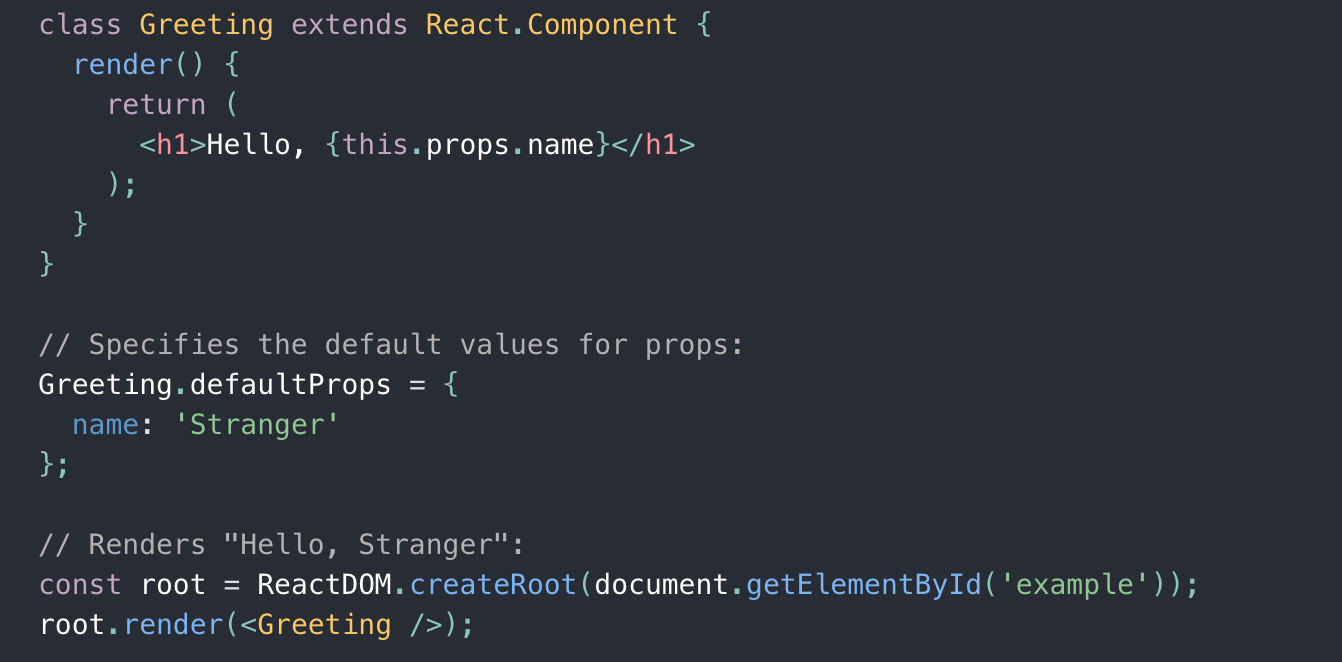 class Greeting extends React.Component {
  render() {
    return (
      <h1>Hello, {this.props.name}</h1>
    );
  }
}

// Specifies the default values for props:
Greeting.defaultProps = {
  name: 'Stranger'
};

// Renders "Hello, Stranger":
const root = ReactDOM.createRoot(document.getElementById('example'));
root.render(<Greeting />);